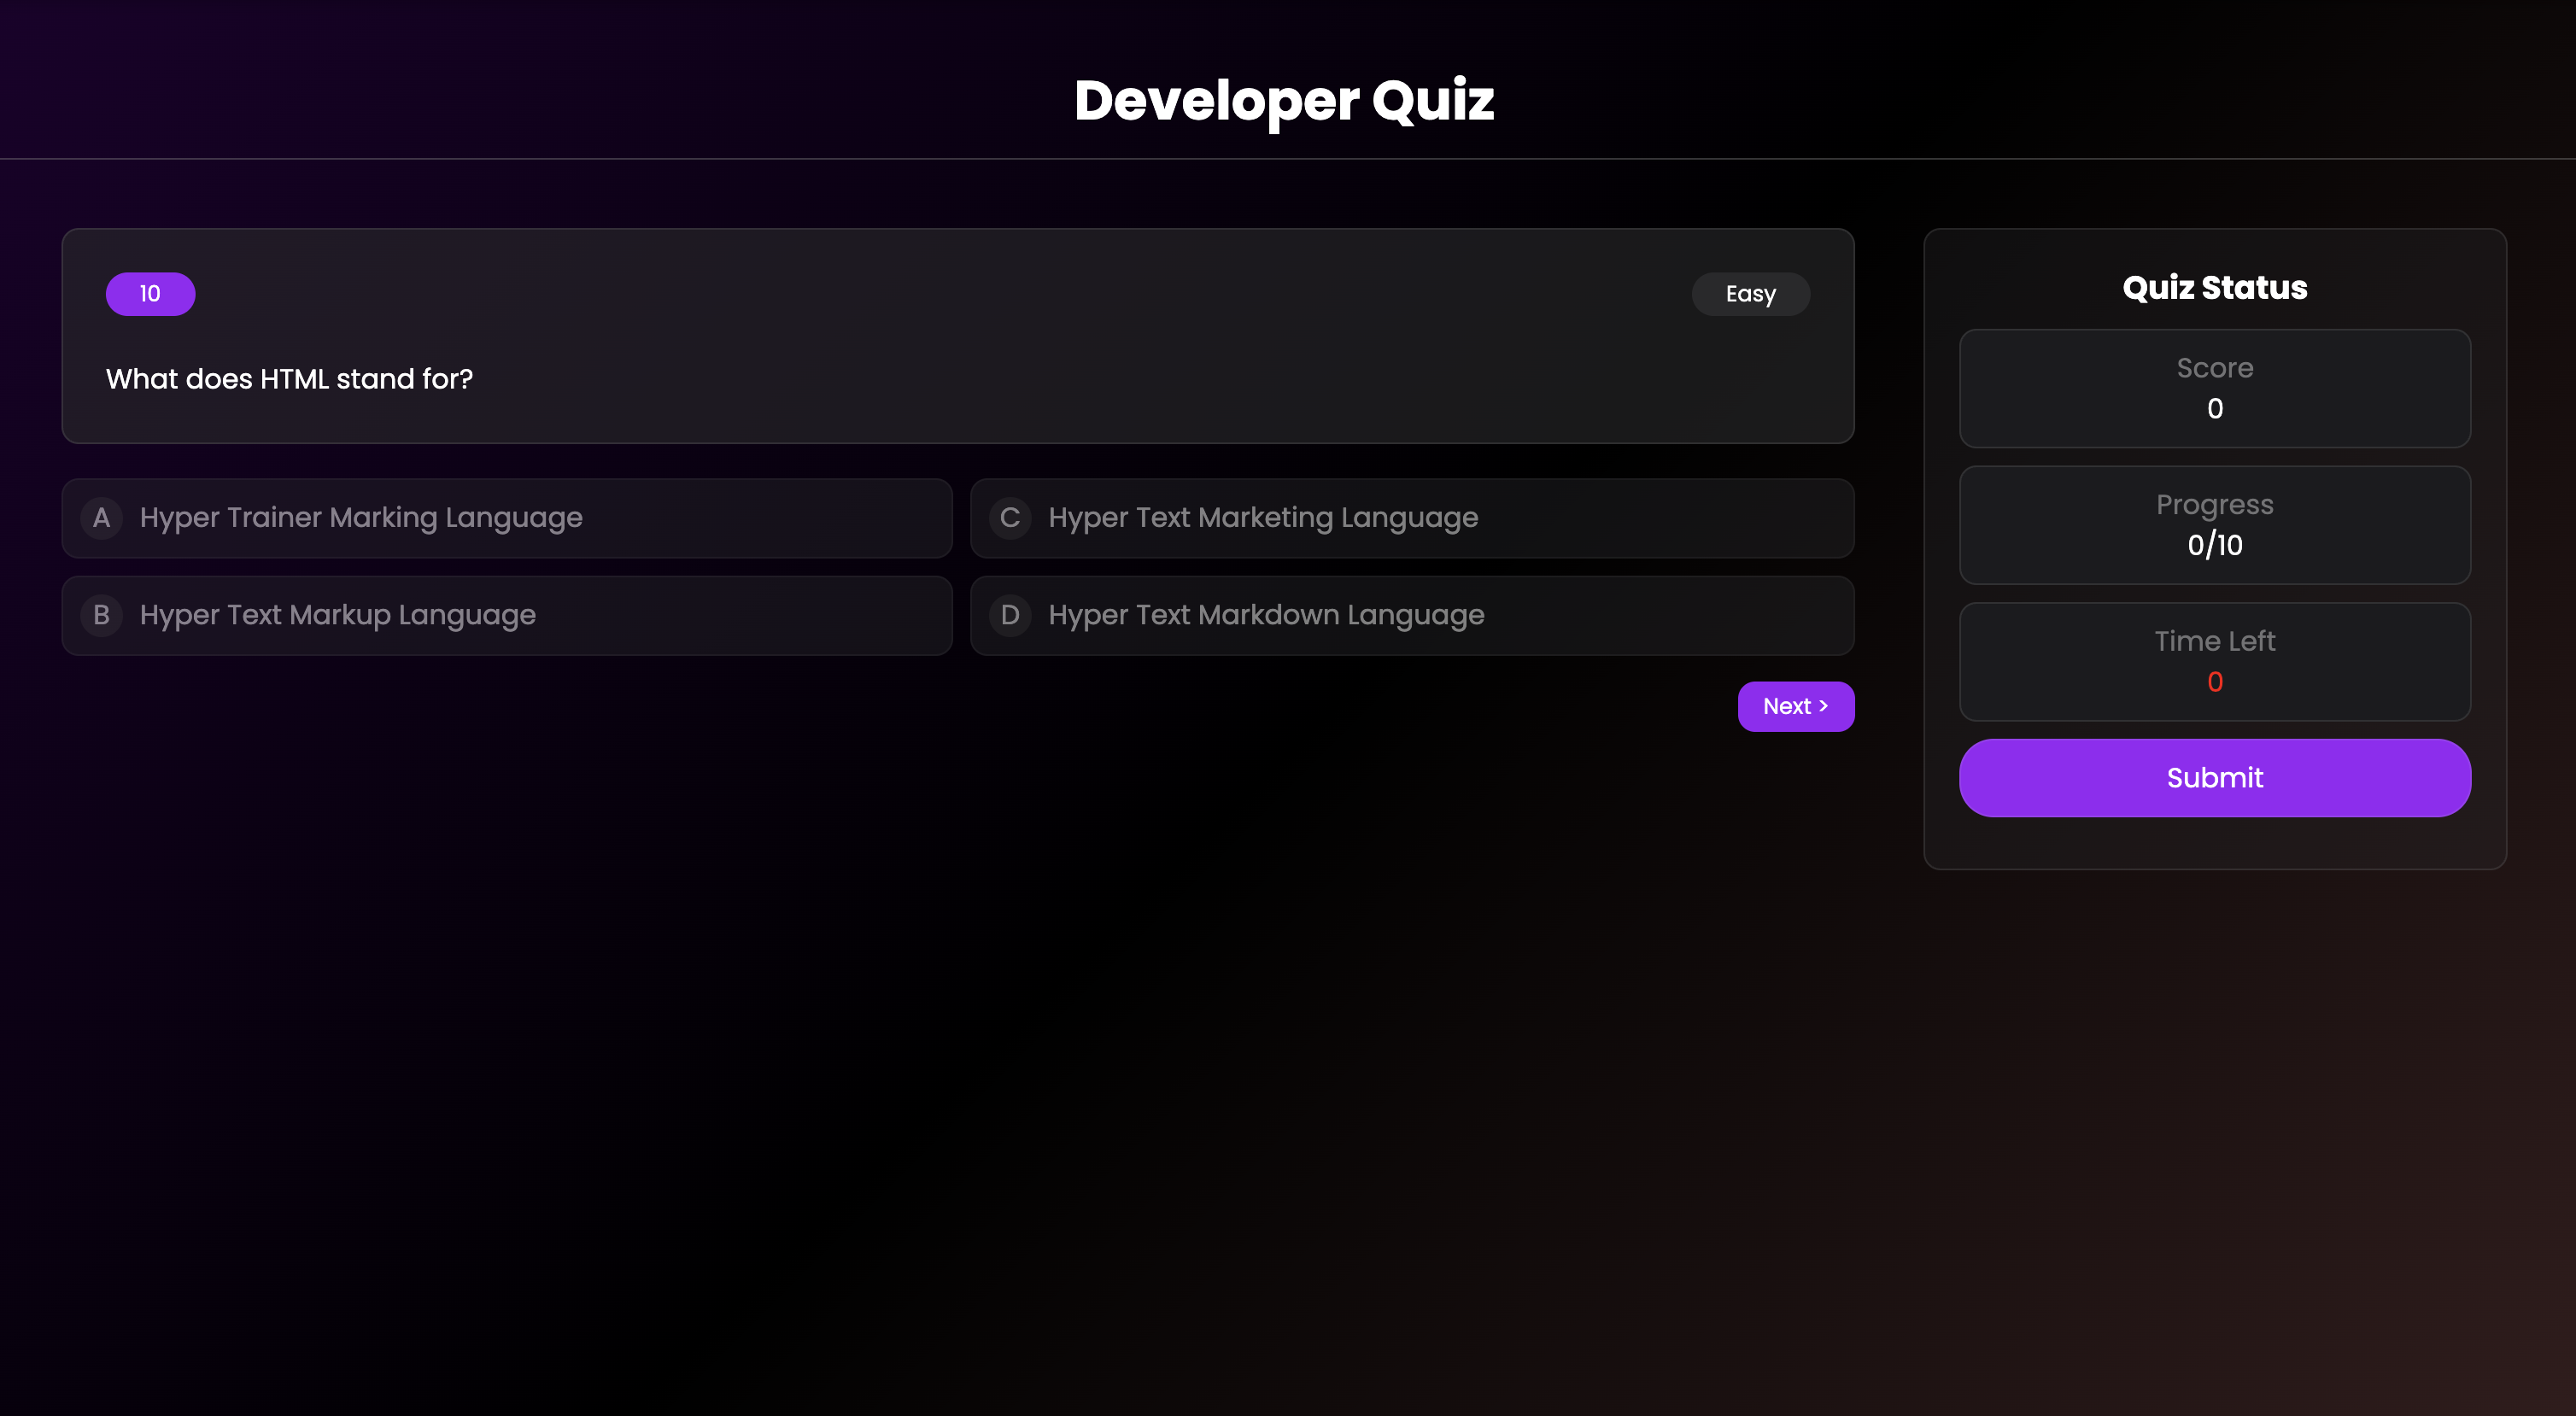 Developer Quiz
10
Easy
What does HTML stand for?
A Hyper Trainer Marking Language
B Hyper Text Markup Language
C Hyper Text Marketing Language
D Hyper Text Markdown Language
Next >
Quiz Status
Score
0
Progress
0/10
Time Left
0
Submit